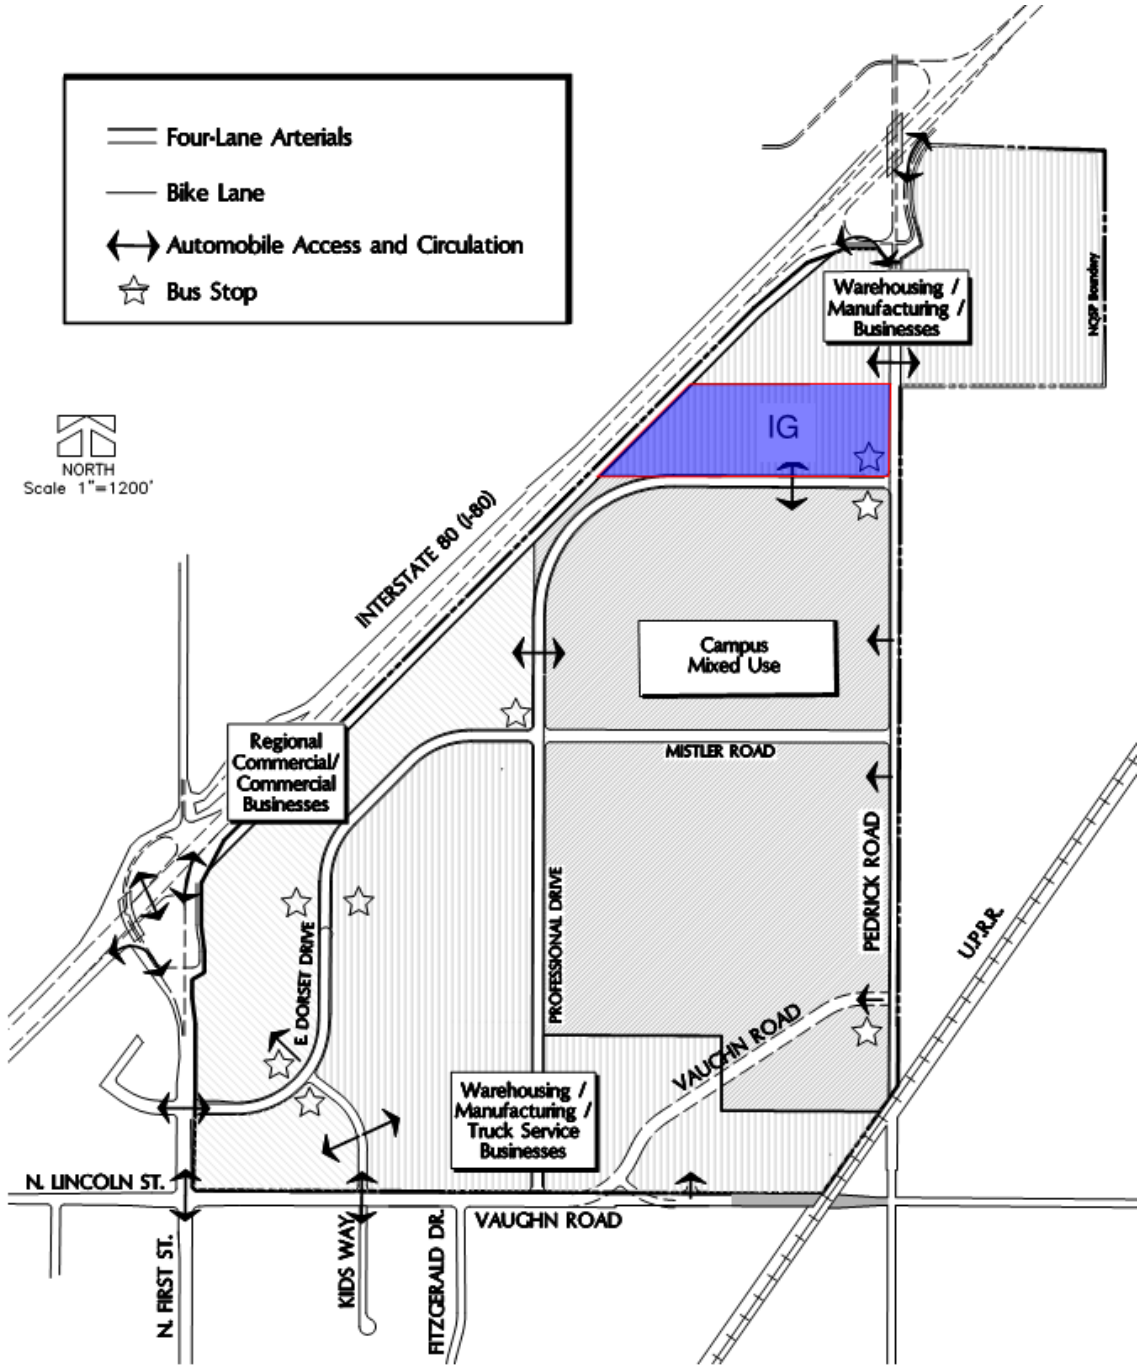 Four-Lane Arterials
Bike Lane
Automobile Access and Circulation
Bus Stop
NORTH
Scale 1"=1200'
Warehousing /
Manufacturing /
Businesses
NQSP Boundary
IG
INTERSTATE 80 (I-80)
Campus
Mixed Use
Regional
Commercial/
Commercial
Businesses
MISTLER ROAD
PEDRICK ROAD
PROFESSIONAL DRIVE
E. DORSET DRIVE
U.P.R.R.
VAUGHN ROAD
Warehousing /
Manufacturing /
Truck Service
Businesses
N. LINCOLN ST.
VAUGHN ROAD
N. FIRST ST.
KIDS WAY
FITZGERALD DR.